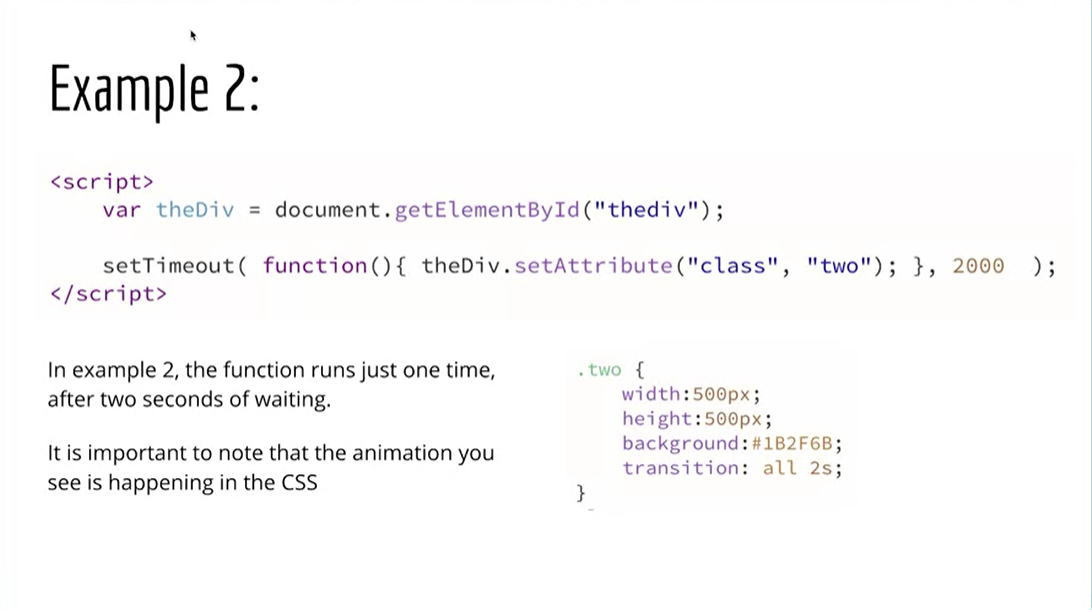 Example 2:
<script>
var theDiv = document.getElementById("thediv");
setTimeout( function(){ theDiv.setAttribute("class", "two"); }, 2000 );
</script>
In example 2, the function runs just one time,
after two seconds of waiting.
It is important to note that the animation you
see is happening in the CSS
.two {
width:500px;
height:500px;
background:#1B2F6B;
transition: all 2s;
}